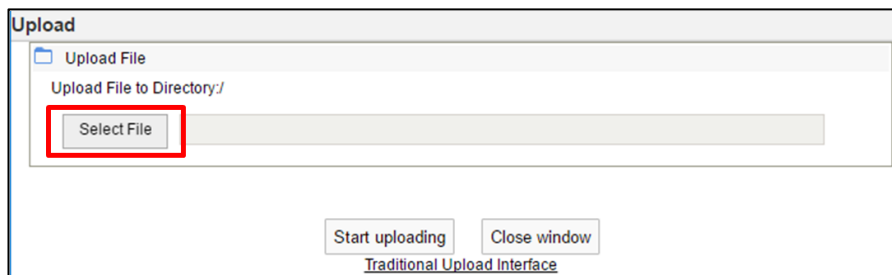 Upload
Upload File
Upload File to Directory:/
Select File
Start uploading Close window
Traditional Upload Interface